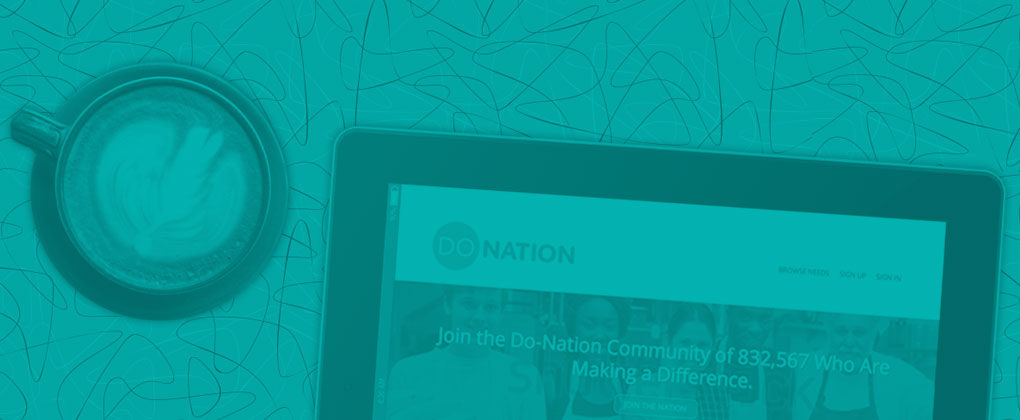 DO NATION
BROWSE NEEDS SIGN UP SIGN IN
Join the Do-Nation Community of 832,567 Who Are
Making a Difference.
JOIN THE NATION